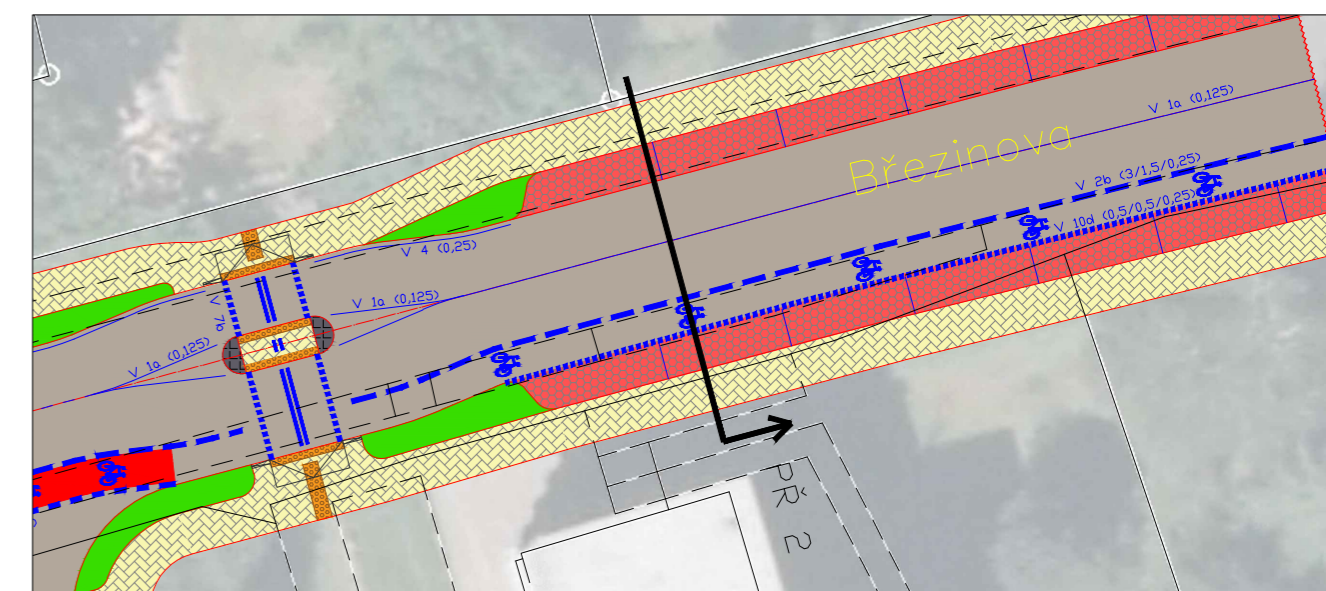 V 1a (0,125)
Březinova
V 2b (3/1,5/0,25)
V 10d (0,5/0,5/0,25)
V 4 (0,25)
V 1a (0,125)
V 7b
V 1a (0,125)
PŘ 2